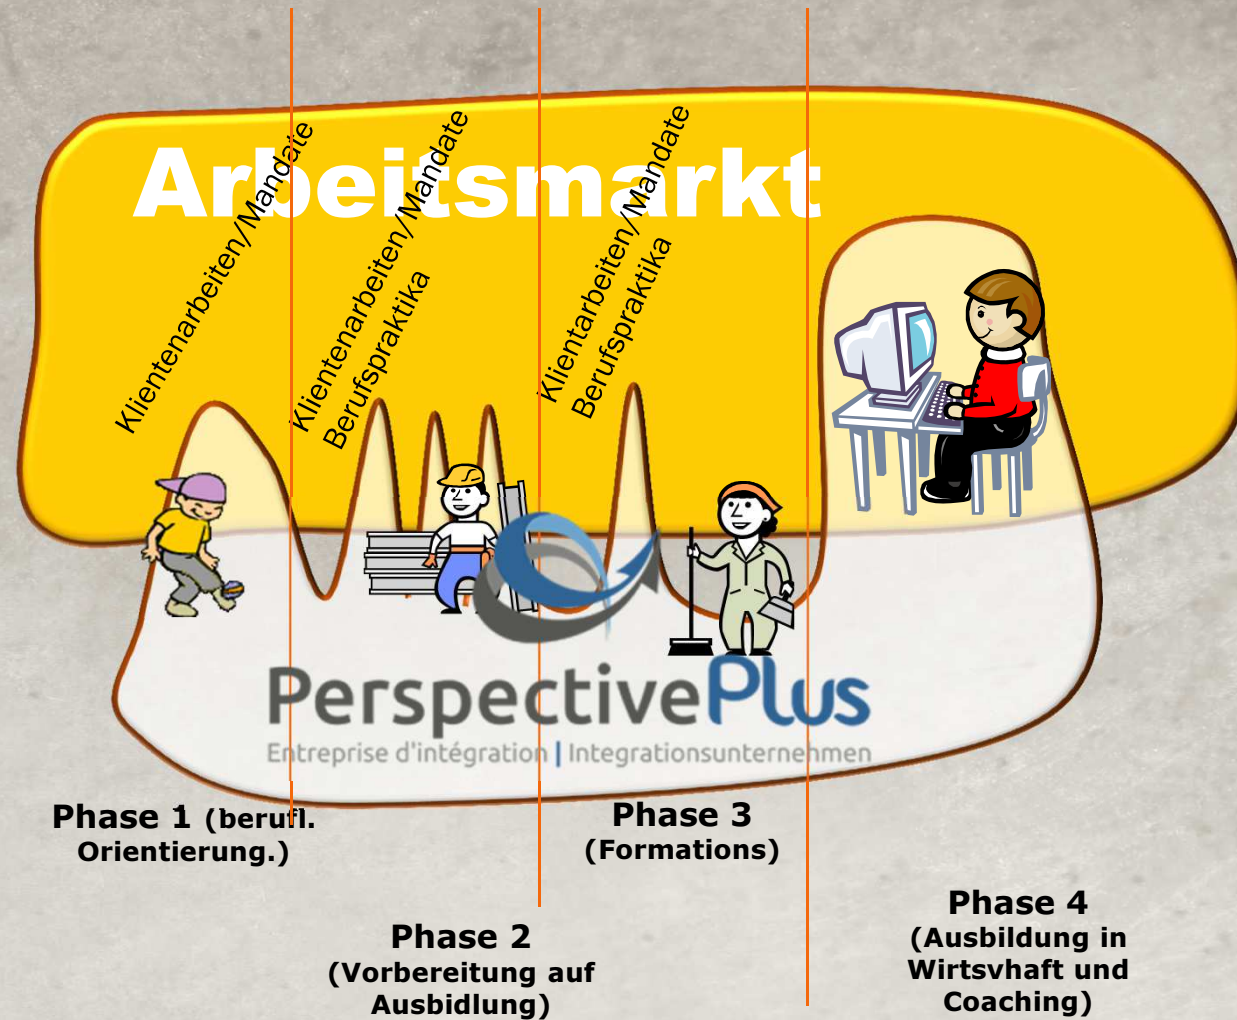 Arbeitsmarkt
Klientenarbeiten/Mandate
Klientenarbeiten/Mandate
Berufspraktika
Klientarbeiten/Mandate
Berufspraktika
PerspectivePlus
Entreprise d'intégration | Integrationsunternehmen
Phase 1 (berufl.
Orientierung.)
Phase 2
(Vorbereitung auf
Ausbidlung)
Phase 3
(Formations)
Phase 4
(Ausbildung in
Wirtsvhaft und
Coaching)